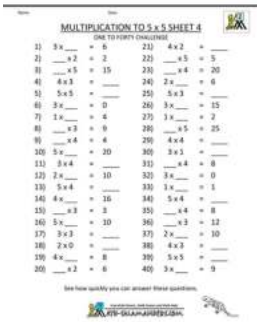 Name
Date
MULTIPLICATION TO 5 x 5 SHEET 4
ONE TO FORTY CHALLENGE
1) 3 x ___ = 6
2) ___ x 2 = 2
3) ___ x 5 = 15
4) 4 x 3 = ___
5) 5 x 5 = ___
6) 3 x ___ = 0
7) 1 x ___ = 4
8) ___ x 3 = 9
9) ___ x 4 = 4
10) 5 x ___ = 20
11) 3 x 4 = ___
12) 2 x ___ = 10
13) 5 x 4 = ___
14) 4 x ___ = 16
15) ___ x 3 = 3
16) 5 x ___ = 10
17) 3 x 3 = ___
18) 2 x 0 = ___
19) 4 x ___ = 8
20) ___ x 2 = 6
21) 4 x 2 = ___
22) ___ x 5 = 5
23) ___ x 4 = 20
24) 2 x ___ = 6
25) 5 x 3 = ___
26) 3 x ___ = 15
27) 1 x ___ = 2
28) ___ x 5 = 25
29) ___ x 4 = ___
30) 3 x 1 = ___
31) ___ x 4 = 8
32) 3 x ___ = 0
33) 1 x ___ = 1
34) 5 x 4 = ___
35) ___ x 4 = 8
36) ___ x 3 = 12
37) 2 x ___ = 10
38) 4 x 3 = ___
39) 5 x 5 = ___
40) 3 x ___ = 9
See how quickly you can answer these questions.
MATH-SALAMANDERS.COM